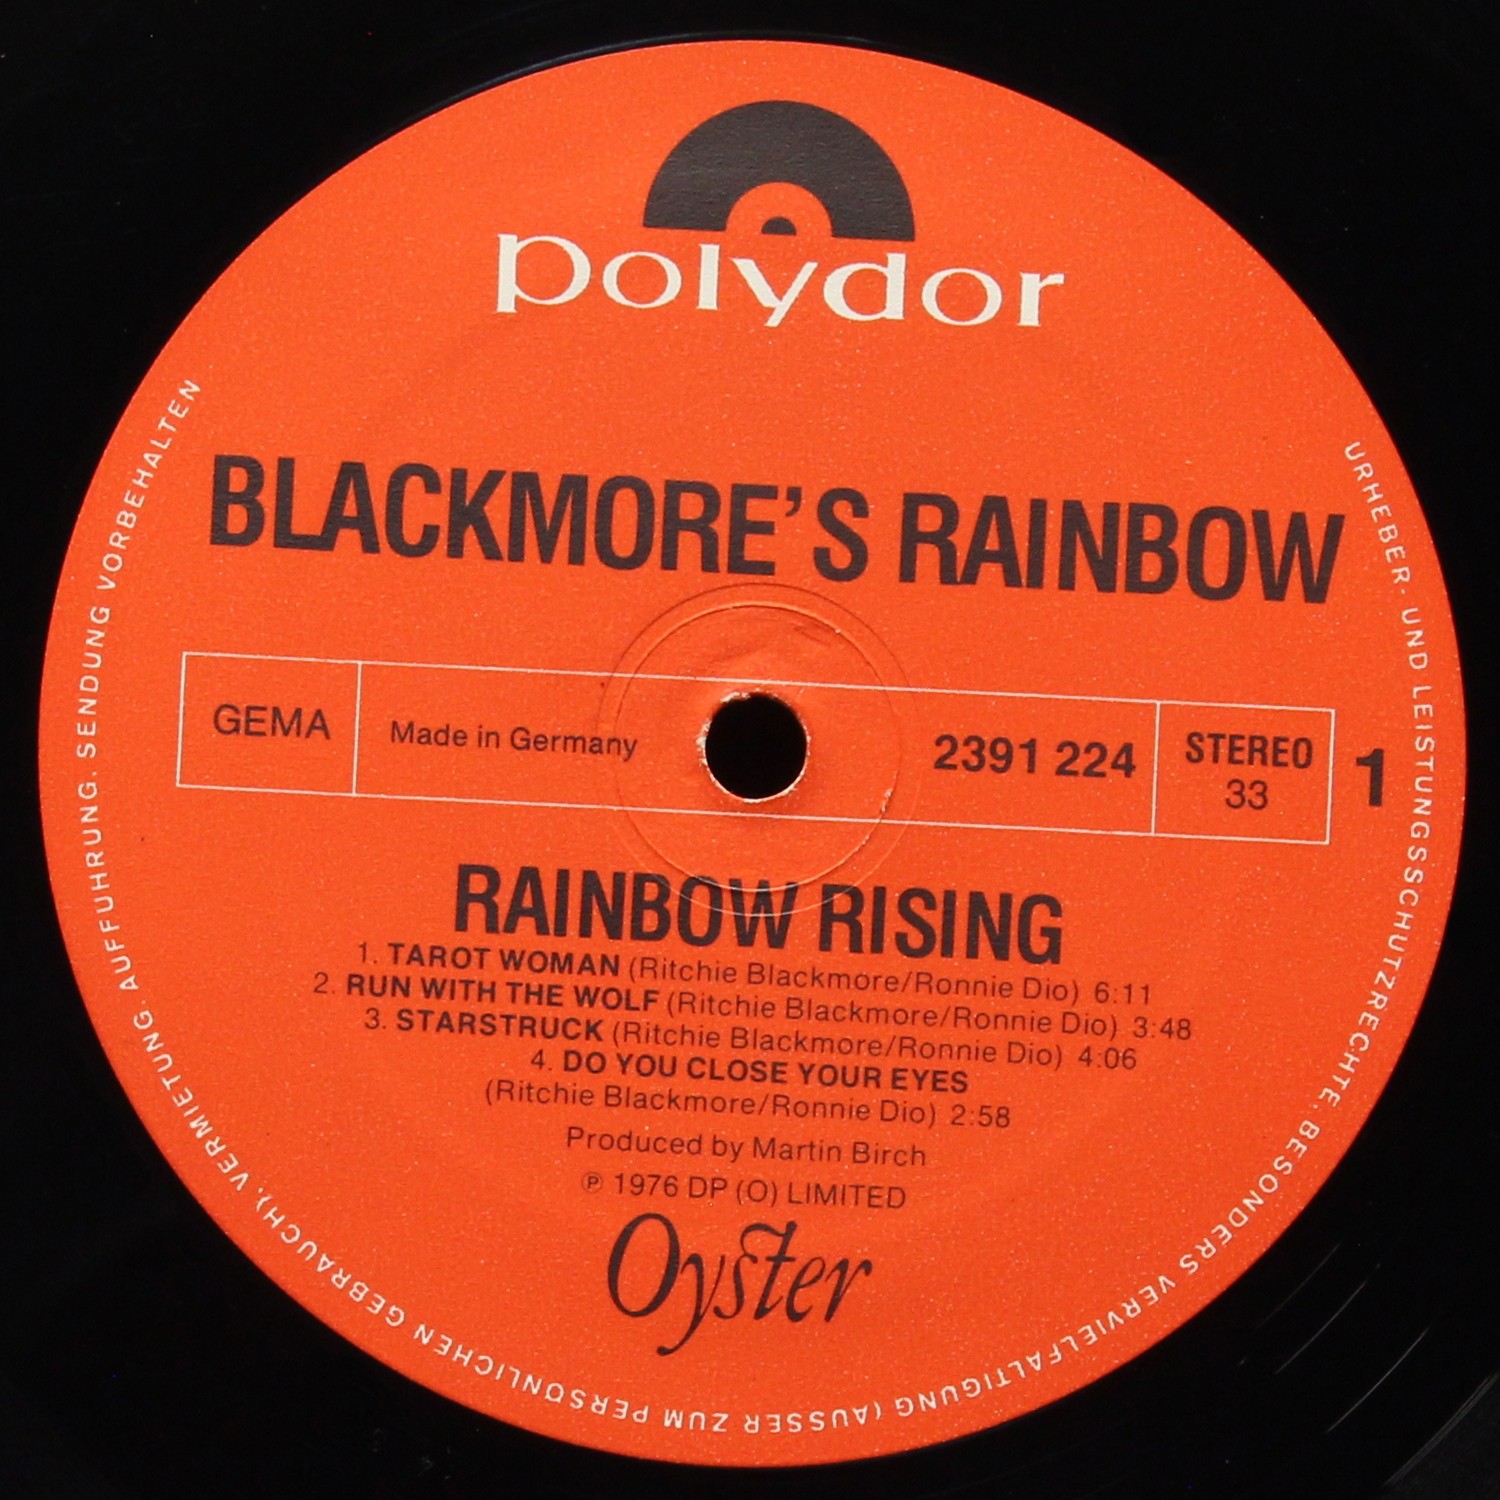 polydor
BLACKMORE'S RAINBOW
GEMA
Made in Germany
2391 224
STEREO
33
1
RAINBOW RISING
1. TAROT WOMAN (Ritchie Blackmore/Ronnie Dio) 6:11
2. RUN WITH THE WOLF (Ritchie Blackmore/Ronnie Dio) 3:48
3. STARSTRUCK (Ritchie Blackmore/Ronnie Dio) 4:06
4. DO YOU CLOSE YOUR EYES
(Ritchie Blackmore/Ronnie Dio) 2:58
Produced by Martin Birch
℗ 1976 DP (O) LIMITED
Oyster
URHEBER- UND LEISTUNGSSCHUTZRECHTE, BESONDERS VERVIELFÄLTIGUNG (AUSSER ZUM PERSÖNLICHEN GEBRAUCH), VERMIETUNG, AUFFÜHRUNG, SENDUNG VORBEHALTEN